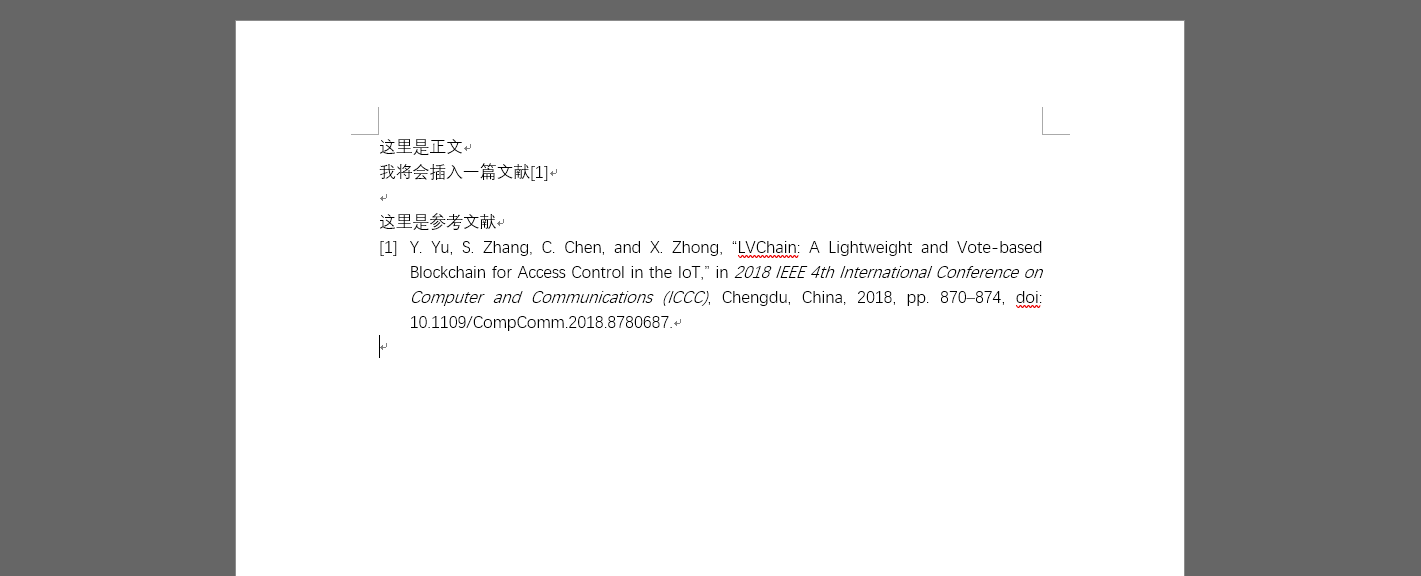 这里是正文
我将会插入一篇文献[1]
这里是参考文献
[1] Y. Yu, S. Zhang, C. Chen, and X. Zhong, “LVChain: A Lightweight and Vote-based
Blockchain for Access Control in the IoT,” in 2018 IEEE 4th International Conference on
Computer and Communications (ICCC), Chengdu, China, 2018, pp. 870–874, doi:
10.1109/CompComm.2018.8780687.